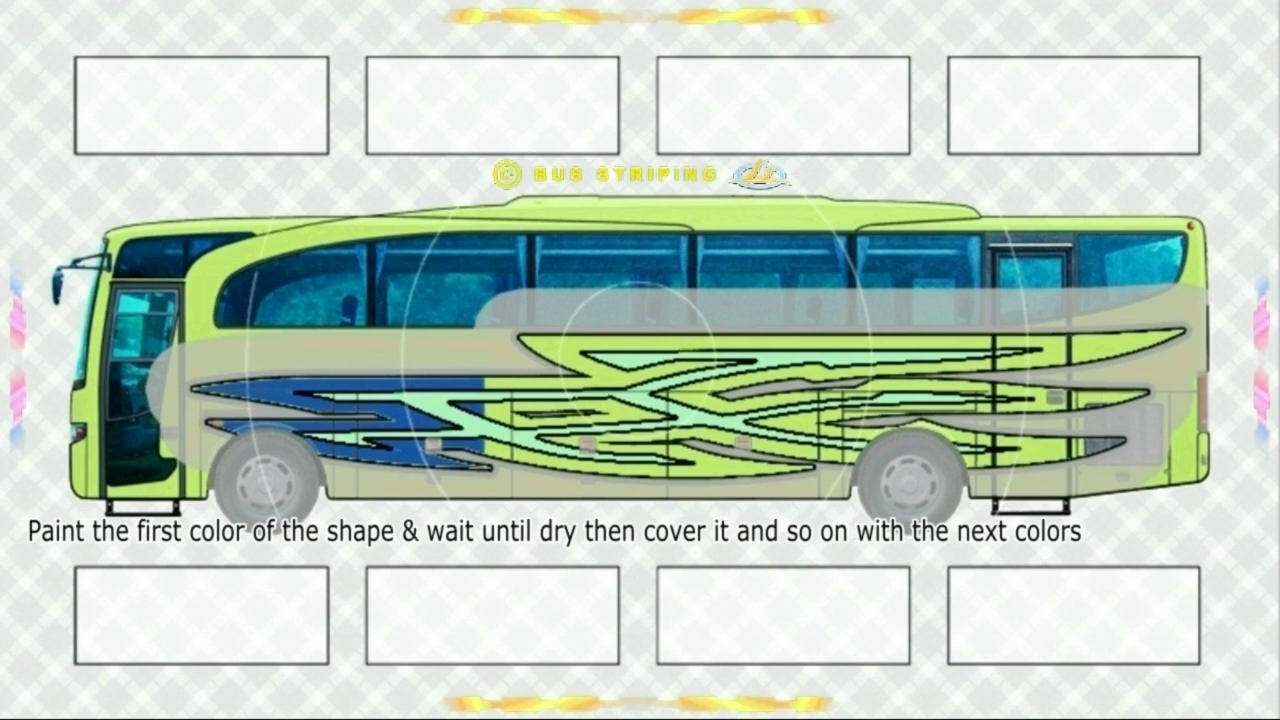 BUS STRIPING
Paint the first color of the shape & wait until dry then cover it and so on with the next colors